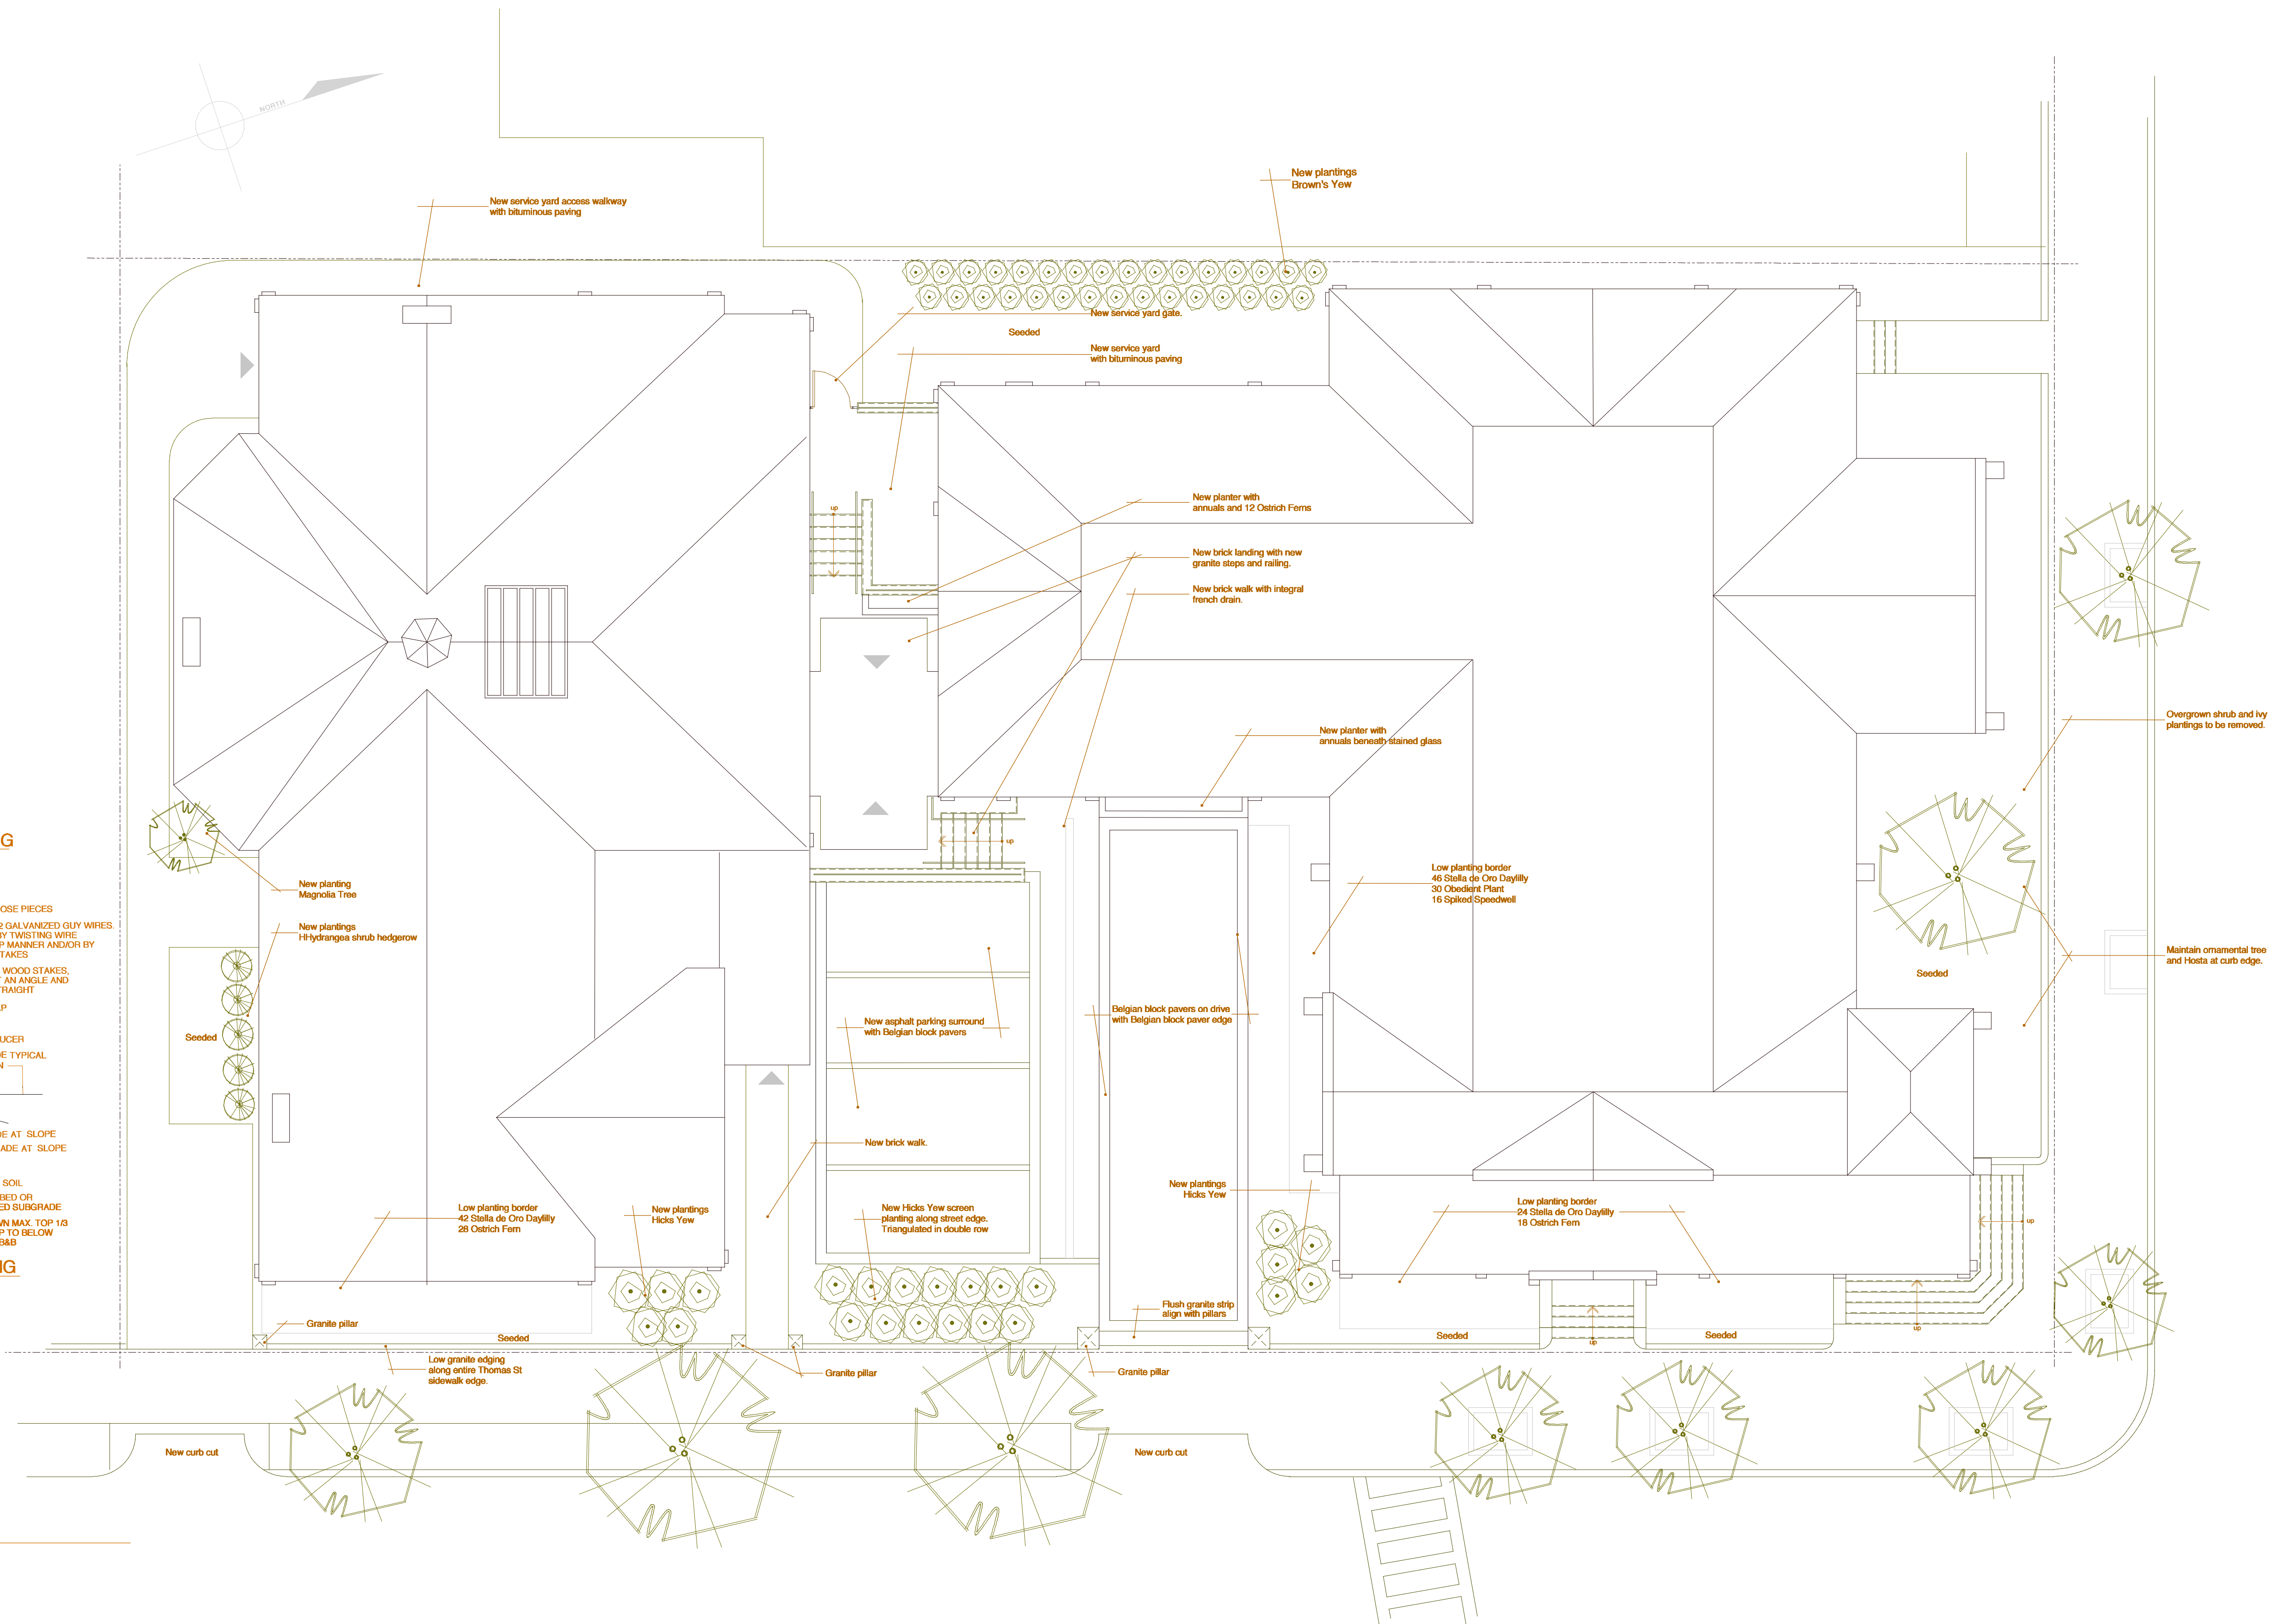 NORTH
New plantings
Brown's Yew
New service yard access walkway
with bituminous paving
New service yard gate.
Seeded
New service yard
with bituminous paving
New planter with
annuals and 12 Ostrich Ferns
up
New brick landing with new
granite steps and railing.
New brick walk with integral
french drain.
Overgrown shrub and ivy
plantings to be removed.
New planter with
annuals beneath stained glass
G
up
Low planting border
46 Stella de Oro Daylilly
30 Obedient Plant
16 Spiked Speedwell
New planting
Magnolia Tree
OSE PIECES
2 GALVANIZED GUY WIRES.
BY TWISTING WIRE
P MANNER AND/OR BY
TAKES
New plantings
HHydrangea shrub hedgerow
Maintain ornamental tree
and Hosta at curb edge.
WOOD STAKES,
T AN ANGLE AND
TRAIGHT
Seeded
AP
Belgian block pavers on drive
with Belgian block paver edge
New asphalt parking surround
with Belgian block pavers
Seeded
UCER
DE TYPICAL
N
DE AT SLOPE
ADE AT SLOPE
New brick walk.
SOIL
New plantings
Hicks Yew
BED OR
ED SUBGRADE
WN MAX. TOP 1/3
P TO BELOW
B&B
Low planting border
42 Stella de Oro Daylilly
28 Ostrich Fern
New plantings
Hicks Yew
New Hicks Yew screen
planting along street edge.
Triangulated in double row
Low planting border
24 Stella de Oro Daylilly
18 Ostrich Fern
up
NG
Flush granite strip
align with pillars
Granite pillar
Seeded
Seeded
up
Seeded
up
Low granite edging
along entire Thomas St
sidewalk edge.
Granite pillar
Granite pillar
New curb cut
New curb cut